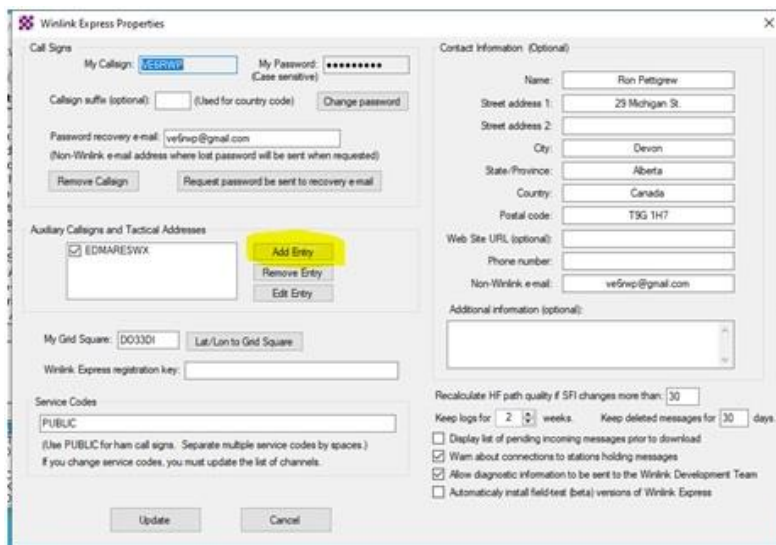 Winlink Express Properties
Call Signs
My Callsign: VE6RWP
My Password: •••••••••
(Case sensitive)
Callsign suffix (optional):
(Used for country code)
Change password
Password recovery e-mail: ve6rwp@gmail.com
(Non-Winlink e-mail address where lost password will be sent when requested)
Remove Callsign
Request password be sent to recovery e-mail
Auxiliary Callsigns and Tactical Addresses
EDMARESWX
Add Entry
Remove Entry
Edit Entry
My Grid Square: DO33DI
Lat/Lon to Grid Square
Winlink Express registration key:
Service Codes
PUBLIC
(Use PUBLIC for ham call signs. Separate multiple service codes by spaces.)
If you change service codes, you must update the list of channels.
Update
Cancel
Contact Information (Optional)
Name: Ron Pettigrew
Street address 1: 29 Michigan St.
Street address 2:
City: Devon
State/Province: Alberta
Country: Canada
Postal code: T9G 1H7
Web Site URL (optional):
Phone number:
Non-Winlink e-mail: ve6rwp@gmail.com
Additional information (optional):
Recalculate HF path quality if SFI changes more than: 30
Keep logs for 2 weeks. Keep deleted messages for 30 days.
Display list of pending incoming messages prior to download
Warn about connections to stations holding messages
Allow diagnostic information to be sent to the Winlink Development Team
Automaticaly install field-test (beta) versions of Winlink Express